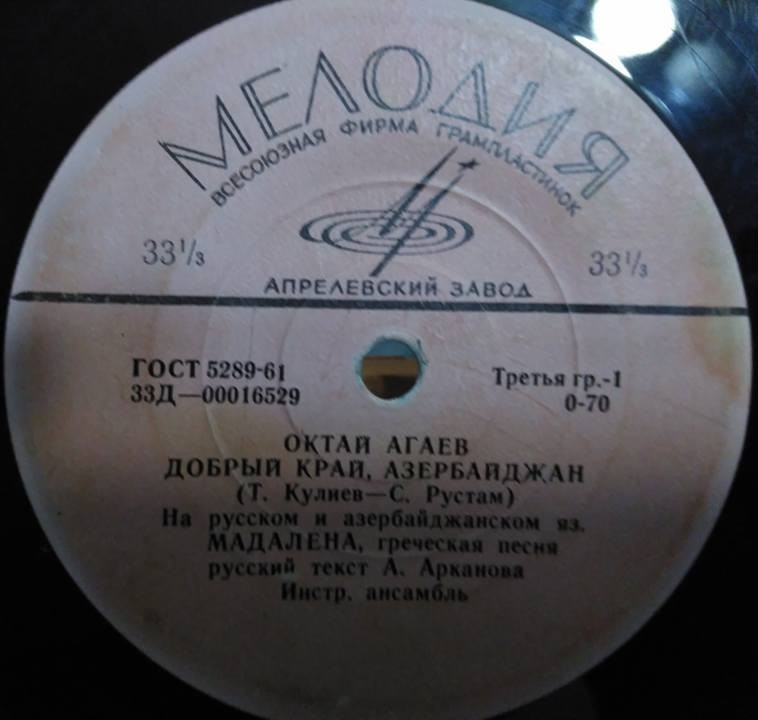 МЕЛОДИЯ
ВСЕСОЮЗНАЯ ФИРМА ГРАМПЛАСТИНОК
33⅓
33⅓
АПРЕЛЕВСКИЙ ЗАВОД
ГОСТ 5289-61
Третья гр.-1
33Д—00016529
0-70
ОКТАЙ АГАЕВ
ДОБРЫЙ КРАЙ, АЗЕРБАЙДЖАН
(Т. Кулиев—С. Рустам)
На русском и азербайджанском яз.
МАДАЛЕНА, греческая песня
русский текст А. Арканова
Инстр. ансамбль